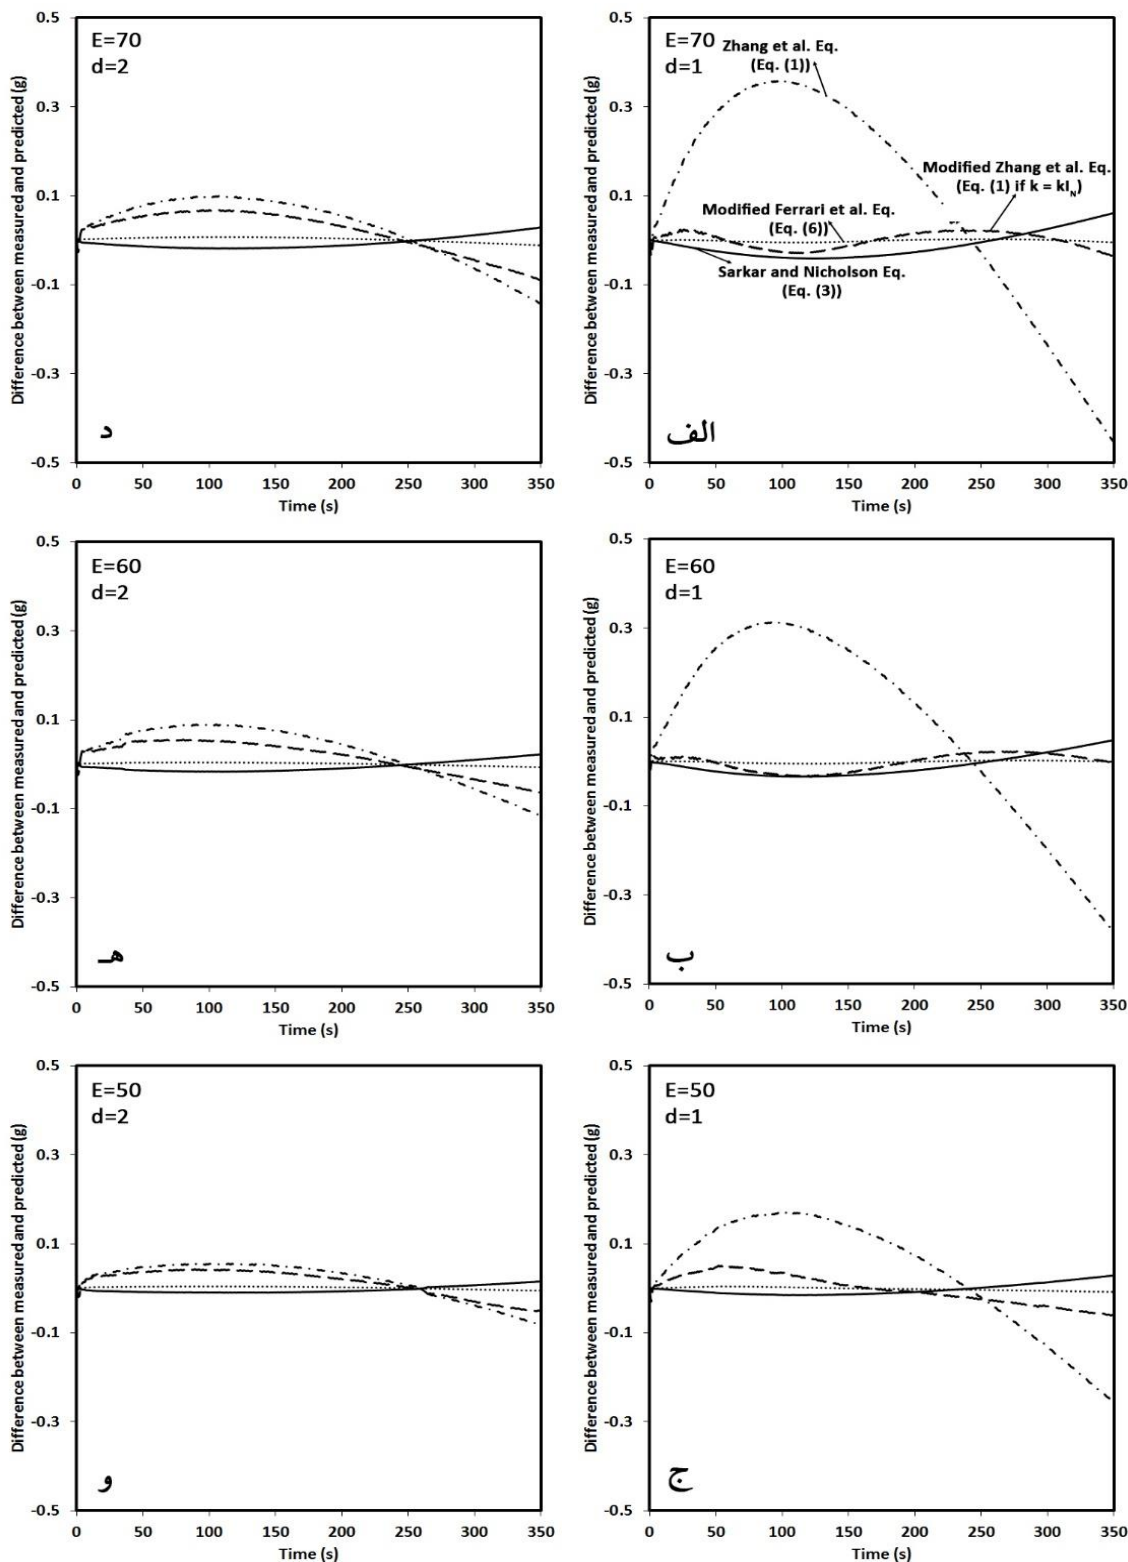 Difference between measured and predicted (g)
0.5
0.3
0.1
-0.1
-0.3
-0.5
E=70
d=2
د
0 50 100 150 200 250 300 350
Time (s)
Difference between measured and predicted (g)
0.5
0.3
0.1
-0.1
-0.3
-0.5
E=70
d=1
Zhang et al. Eq.
(Eq. (1))
Modified Zhang et al. Eq.
(Eq. (1) if k = kI_N)
Modified Ferrari et al. Eq.
(Eq. (6))
Sarkar and Nicholson Eq.
(Eq. (3))
الف
0 50 100 150 200 250 300 350
Time (s)
Difference between measured and predicted (g)
0.5
0.3
0.1
-0.1
-0.3
-0.5
E=60
d=2
هـ
0 50 100 150 200 250 300 350
Time (s)
Difference between measured and predicted (g)
0.5
0.3
0.1
-0.1
-0.3
-0.5
E=60
d=1
ب
0 50 100 150 200 250 300 350
Time (s)
Difference between measured and predicted (g)
0.5
0.3
0.1
-0.1
-0.3
-0.5
E=50
d=2
و
0 50 100 150 200 250 300 350
Time (s)
Difference between measured and predicted (g)
0.5
0.3
0.1
-0.1
-0.3
-0.5
E=50
d=1
ج
0 50 100 150 200 250 300 350
Time (s)